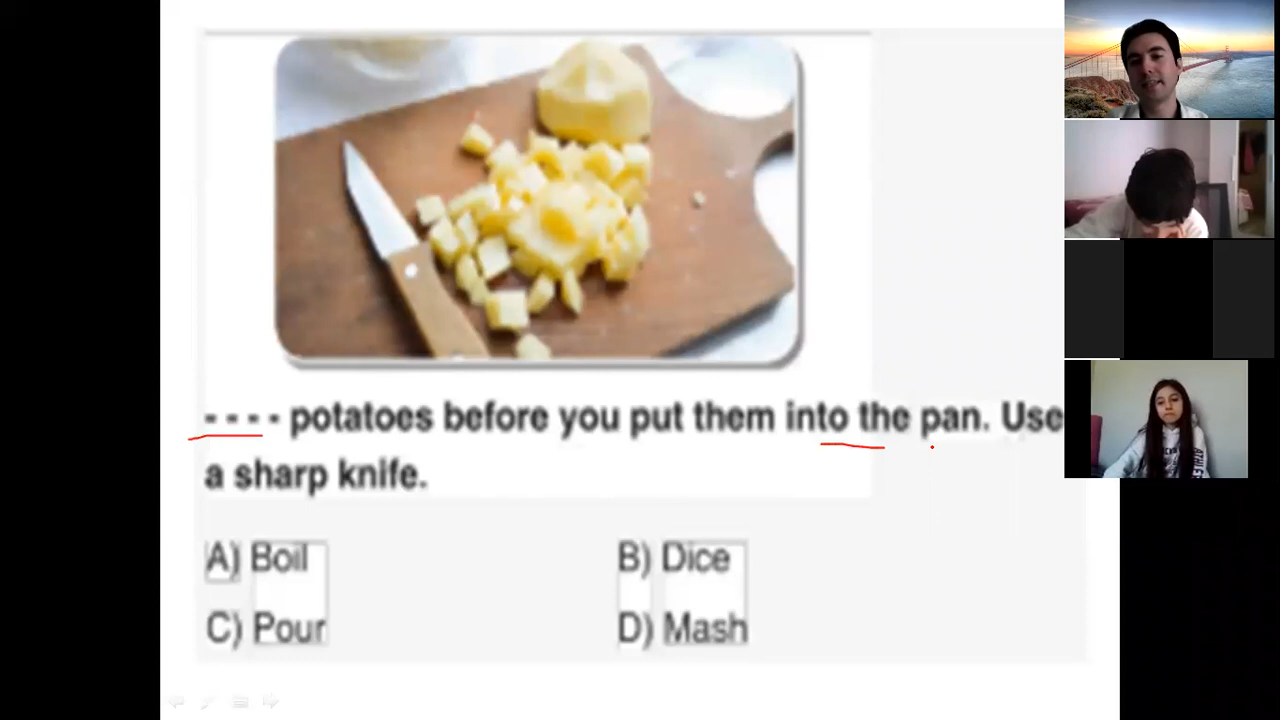 - - - - potatoes before you put them into the pan. Use
a sharp knife.
A) Boil
B) Dice
C) Pour
D) Mash